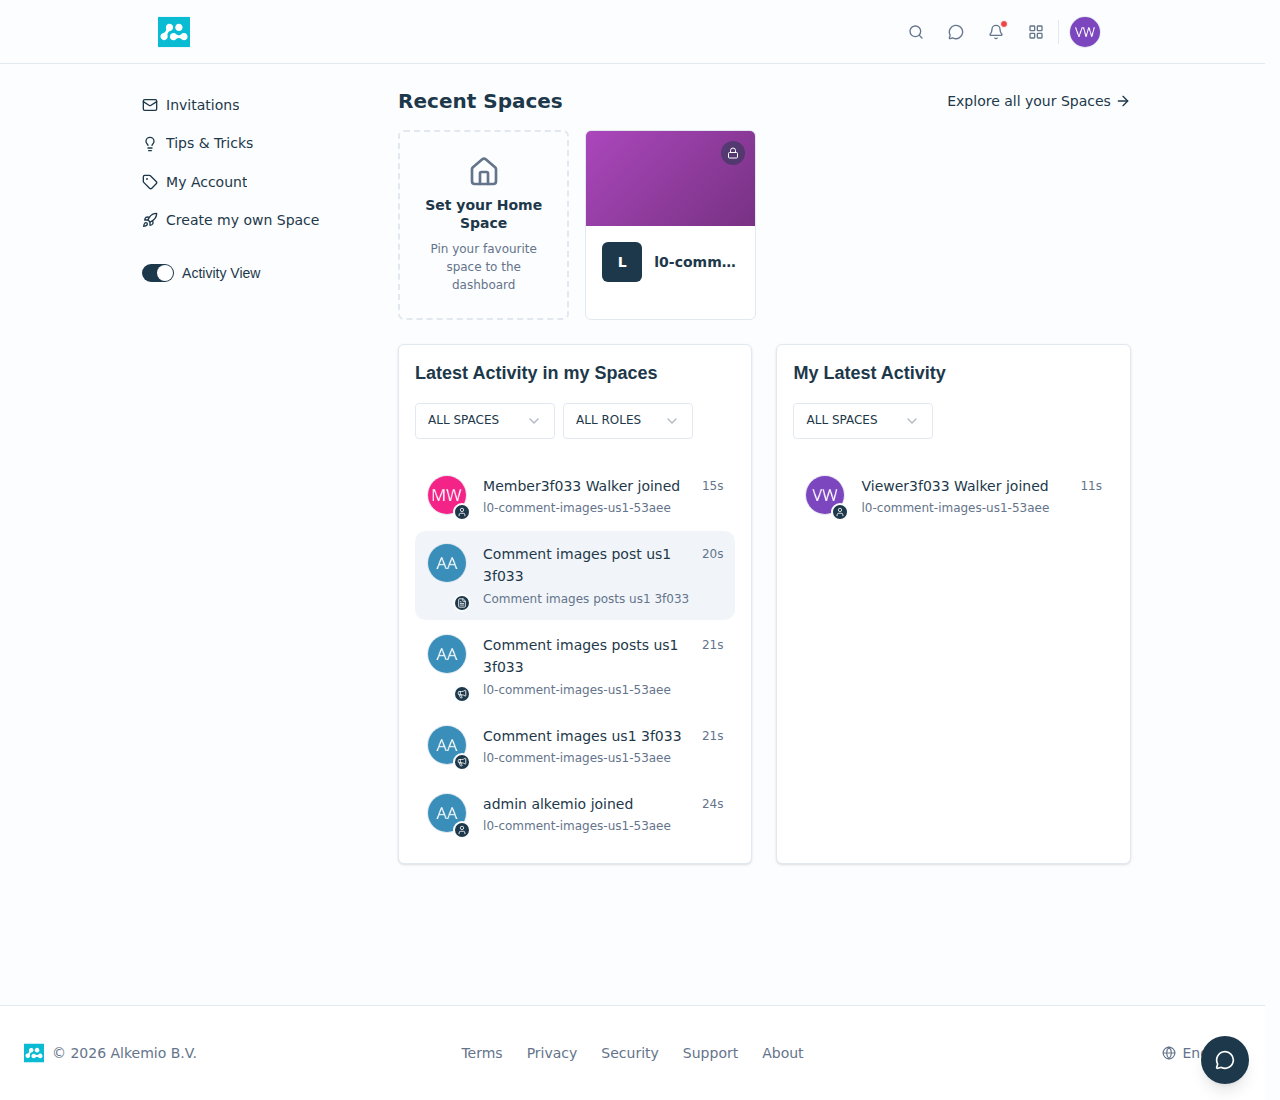 VW
Invitations
Tips & Tricks
My Account
Create my own Space
Activity View
Recent Spaces
Explore all your Spaces
Set your Home
Space
Pin your favourite
space to the
dashboard
L
l0-comm...
Latest Activity in my Spaces
ALL SPACES
ALL ROLES
MW
Member3f033 Walker joined
15s
l0-comment-images-us1-53aee
AA
Comment images post us1
3f033
20s
Comment images posts us1 3f033
AA
Comment images posts us1
3f033
21s
l0-comment-images-us1-53aee
AA
Comment images us1 3f033
21s
l0-comment-images-us1-53aee
AA
admin alkemio joined
24s
l0-comment-images-us1-53aee
My Latest Activity
ALL SPACES
VW
Viewer3f033 Walker joined
11s
l0-comment-images-us1-53aee
© 2026 Alkemio B.V.
Terms
Privacy
Security
Support
About